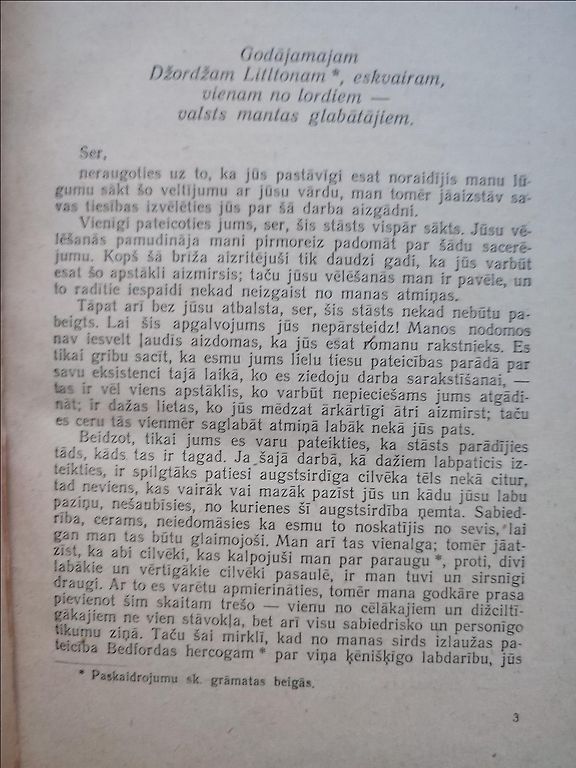 Godājamajam
Džordžam Litltonam*, eskvairam,
vienam no lordiem —
valsts mantas glabātājiem.
Ser,
neraugoties uz to, ka jūs pastāvīgi esat noraidījis manu lū-
gumu sākt šo veltījumu ar jūsu vārdu, man tomēr jāaizstāv sa-
vas tiesības izvēlēties jūs par šā darba aizgādni.
Vienīgi pateicoties jums, ser, šis stāsts vispār sākts. Jūsu vē-
lēšanās pamudināja mani pirmoreiz padomāt par šādu sacerē-
jumu. Kopš šā brīža aizritējuši tik daudzi gadi, ka jūs varbūt
esat šo apstākli aizmirsis; taču jūsu vēlēšanās man ir pavēle, un
to radītie iespaidi nekad neizgaist no manas atmiņas.
Tāpat arī bez jūsu atbalsta, ser, šis stāsts nekad nebūtu pa-
beigts. Lai šis apgalvojums jūs nepārsteidz! Manos nodomos
nav iesvelt ļaudīs aizdomas, ka jūs esat romānu rakstnieks. Es
tikai gribu sacīt, ka esmu jums lielu tiesu pateicības parādā par
savu eksistenci tajā laikā, ko es ziedoju darba sarakstīšanai, —
tas ir vēl viens apstāklis, ko varbūt nepieciešams jums atgādi-
nāt; ir dažas lietas, ko jūs mēdzat ārkārtīgi ātri aizmirst; taču
es ceru tās vienmēr saglabāt atmiņā labāk nekā jūs pats.
Beidzot, tikai jums es varu pateikties, ka stāsts parādījies
tāds, kāds tas ir tagad. Ja šajā darbā, kā dažiem labpaticis iz-
teikties, ir spilgtāks patiesi augstsirdīga cilvēka tēls nekā citur,
tad neviens, kas vairāk vai mazāk pazīst jūs un kādu jūsu labu
paziņu, nešaubīsies, no kurienes šī augstsirdība ņemta. Sabied-
rība, cerams, neiedomāsies ka esmu to noskatījis no sevis, lai
gan man tas būtu glaimojoši. Man arī tas vienalga; tomēr jāat-
zīst, ka abi cilvēki, kas kalpojuši man par paraugu*, proti, divi
labākie un vērtīgākie cilvēki pasaulē, ir man tuvi un sirsnīgi
draugi. Ar to es varētu apmierināties, tomēr mana godkāre prasa
pievienot šim skaitam trešo — vienu no cēlākajiem un dižciltī-
gākajiem ne vien stāvokļa, bet arī visu sabiedrisko un personīgo
tikumu ziņā. Taču šai mirklī, kad no manas sirds izlaužas pa-
teicība Bedfordas hercogam* par viņa ķēnišķīgo labdarību, jūs
* Paskaidrojumu sk. grāmatas beigās.
3